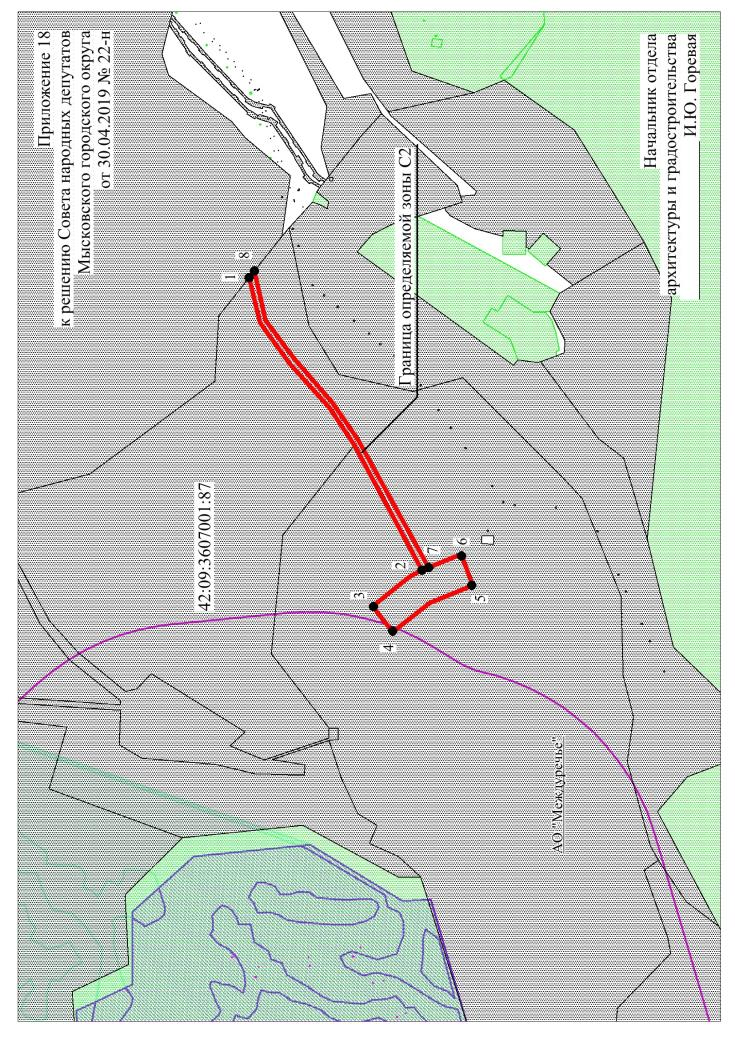 Приложение 18
к решению Совета народных депутатов
Мысковского городского округа
от 30.04.2019 № 22-н
1
8
Граница определяемой зоны С2
42:09:3607001:87
2
7
3
6
4
5
АО "Междуречье"
Начальник отдела
архитектуры и градостроительства
И.Ю. Горевая